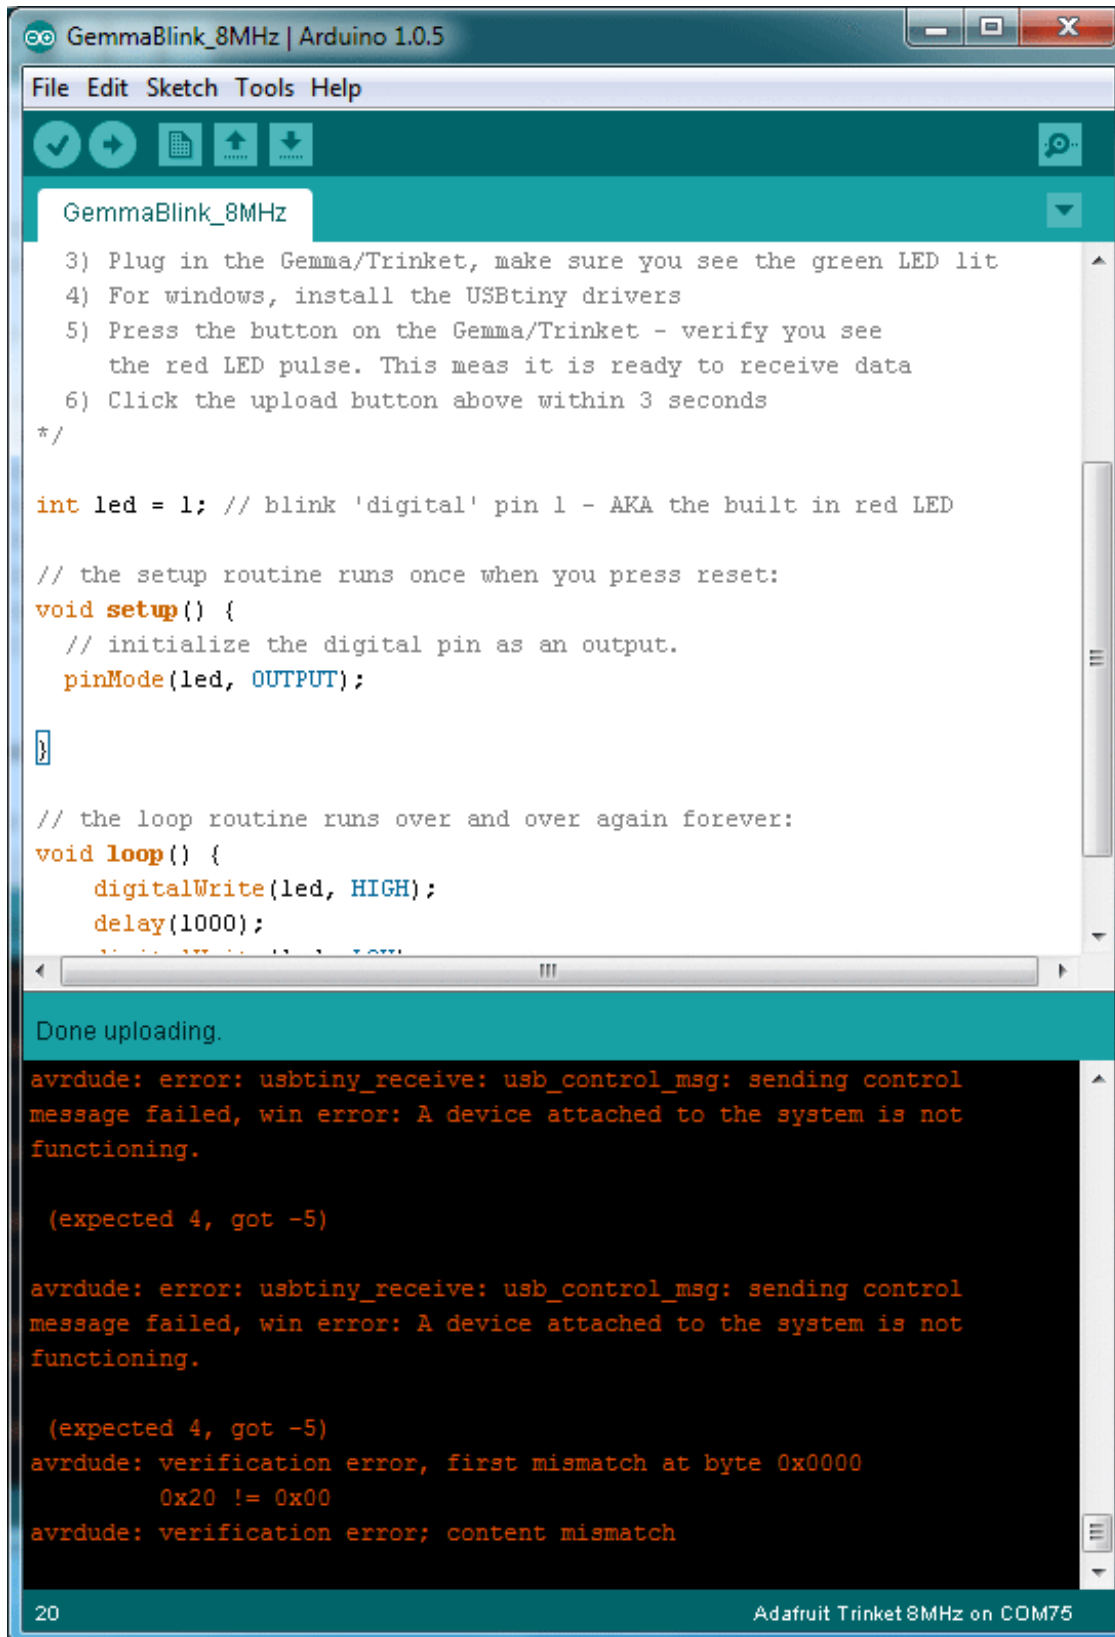 GemmaBlink_8MHz | Arduino 1.0.5
File Edit Sketch Tools Help
GemmaBlink_8MHz
3) Plug in the Gemma/Trinket, make sure you see the green LED lit
4) For windows, install the USBtiny drivers
5) Press the button on the Gemma/Trinket - verify you see
the red LED pulse. This meas it is ready to receive data
6) Click the upload button above within 3 seconds
*/
int led = 1; // blink 'digital' pin 1 - AKA the built in red LED
// the setup routine runs once when you press reset:
void setup() {
// initialize the digital pin as an output.
pinMode(led, OUTPUT);
}
// the loop routine runs over and over again forever:
void loop() {
digitalWrite(led, HIGH);
delay(1000);
Done uploading.
avrdude: error: usbtiny_receive: usb_control_msg: sending control
message failed, win error: A device attached to the system is not
functioning.
(expected 4, got -5)
avrdude: error: usbtiny_receive: usb_control_msg: sending control
message failed, win error: A device attached to the system is not
functioning.
(expected 4, got -5)
avrdude: verification error, first mismatch at byte 0x0000
0x20 != 0x00
avrdude: verification error; content mismatch
20
Adafruit Trinket 8MHz on COM75